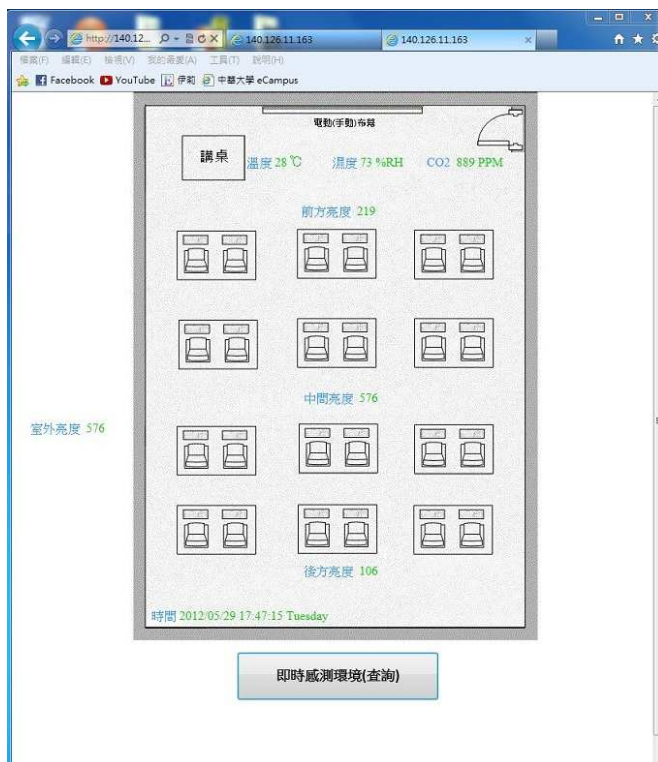 http://140.12...
140.126.11.163
140.126.11.163
檔案(F) 編輯(E) 檢視(V) 我的最愛(A) 工具(T) 說明(H)
Facebook YouTube 伊莉 中華大學 eCampus
電動(手動)布幕
講桌
溫度 28 ℃ 濕度 73 %RH CO2 889 PPM
前方亮度 219
中間亮度 576
室外亮度 576
後方亮度 106
時間 2012/05/29 17:47:15 Tuesday
即時感測環境(查詢)